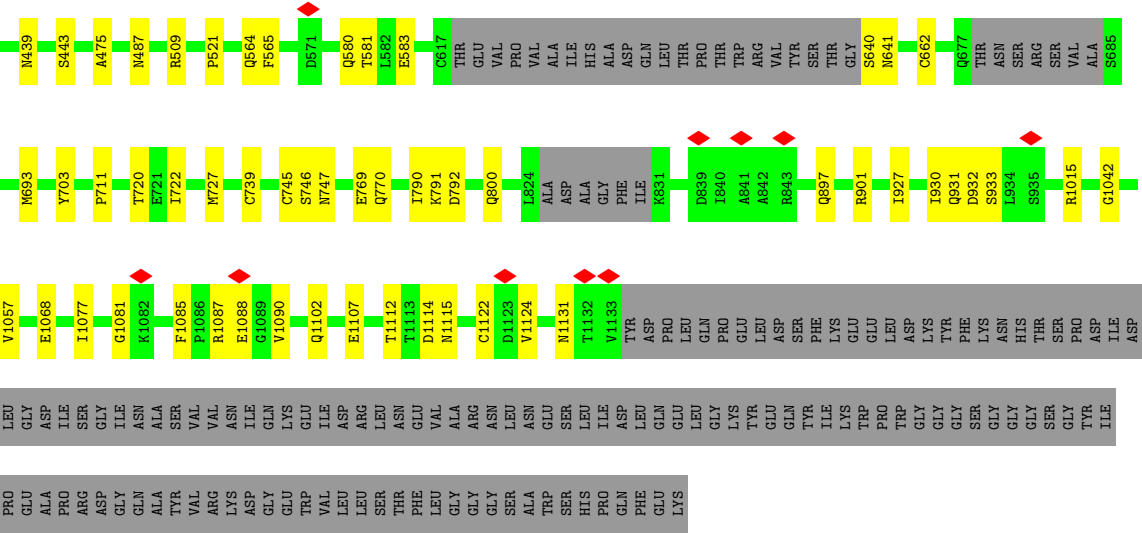 N439 S443 A475 N487 R509 P521 Q564 F565 D571 Q580 T581 L582 E583 C617 THR GLU VAL PRO VAL ALA ILE HIS ALA ASP GLN LEU THR PRO THR TRP ARG VAL TYR SER THR GLY S640 N641 C662 Q677 THR ASN SER ARG SER VAL ALA S685
M693 Y703 P711 T720 E721 I722 M727 C739 C745 S746 N747 E769 Q770 I790 K791 D792 Q800 L824 ALA ASP ALA GLY PHE ILE K831 D839 I840 A841 A842 R843 Q897 R901 I927 I930 Q931 D932 S933 L934 S935 R1015 G1042
V1057 E1068 I1077 G1081 K1082 F1085 P1086 R1087 E1088 G1089 V1090 Q1102 E1107 T1112 T1113 D1114 N1115 C1122 D1123 V1124 N1131 T1132 V1133 TYR ASP PRO LEU GLN PRO GLU LEU ASP SER PHE LYS GLU GLU LEU ASP LYS TYR PHE LYS ASN HIS THR SER PRO ASP ILE ASP
LEU GLY ASP ILE SER GLY ILE ASN ALA SER VAL VAL ASN ILE GLN LYS GLU ILE ASP ARG LEU ASN GLU VAL ALA ARG ASN LEU ASN GLU SER LEU ILE ASP LEU GLN GLU LEU GLY LYS TYR GLU GLN TYR ILE LYS TRP PRO TRP GLY GLY GLY SER GLY GLY GLY SER GLY TYR ILE
PRO GLU ALA PRO ARG ASP GLY GLN ALA TYR VAL ARG LYS ASP GLY GLU TRP VAL LEU LEU SER THR PHE LEU GLY GLY GLY SER ALA TRP SER HIS PRO GLN PHE GLU LYS